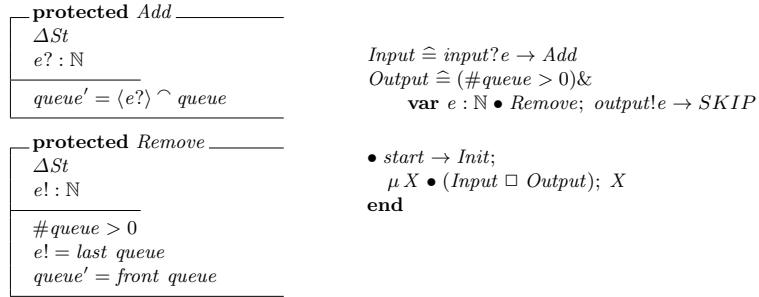 protected Add
ΔSt
e? : ℕ
queue′ = ⟨e?⟩ ⌢ queue
protected Remove
ΔSt
e! : ℕ
#queue > 0
e! = last queue
queue′ = front queue
Input ≙ input?e → Add
Output ≙ (#queue > 0)&
var e : ℕ • Remove; output!e → SKIP
• start → Init;
μ X • (Input □ Output); X
end